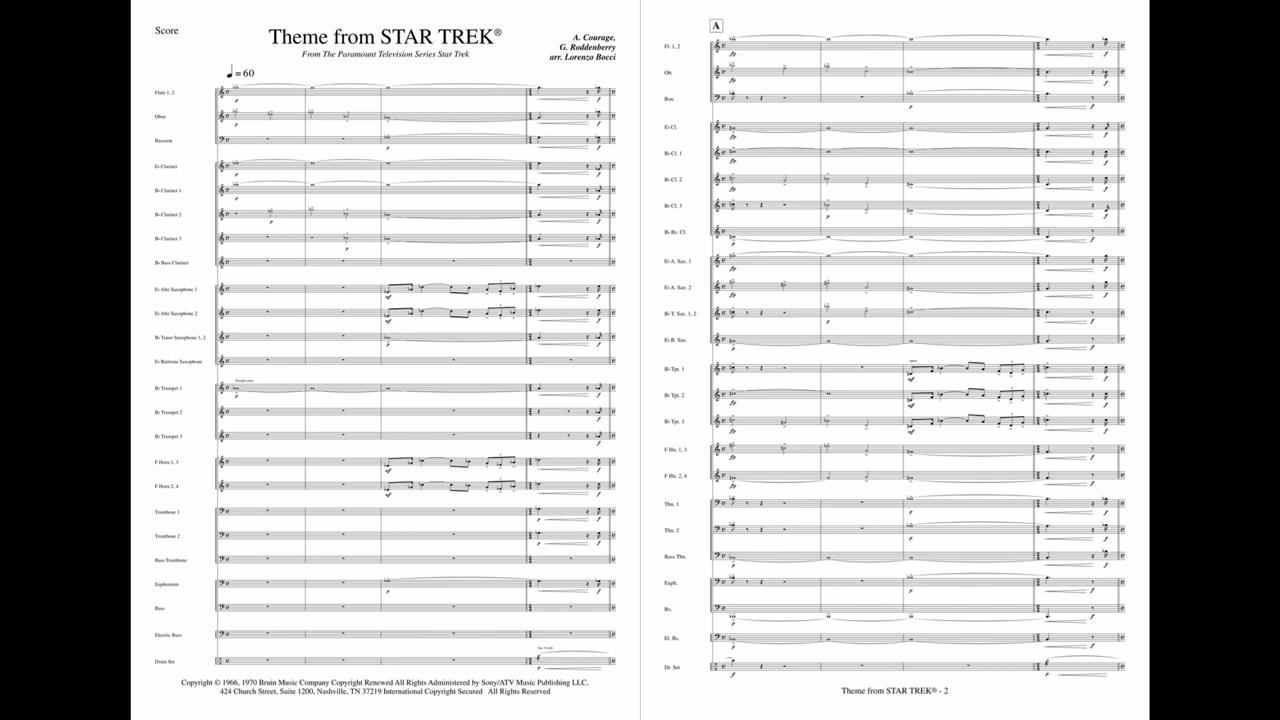 Score
Theme from STAR TREK®
From The Paramount Television Series Star Trek
A. Courage,
G. Roddenberry
arr. Lorenzo Bocci
♩ = 60
Flute 1, 2
Oboe
Bassoon
E♭ Clarinet
B♭ Clarinet 1
B♭ Clarinet 2
B♭ Clarinet 3
B♭ Bass Clarinet
E♭ Alto Saxophone 1
E♭ Alto Saxophone 2
B♭ Tenor Saxophone 1, 2
E♭ Baritone Saxophone
B♭ Trumpet 1
Straight mute
B♭ Trumpet 2
B♭ Trumpet 3
F Horn 1, 3
F Horn 2, 4
Trombone 1
Trombone 2
Bass Trombone
Euphonium
Bass
Electric Bass
Drum Set
Copyright © 1966, 1970 Bruin Music Company Copyright Renewed All Rights Administered by Sony/ATV Music Publishing LLC,
424 Church Street, Suite 1200, Nashville, TN 37219 International Copyright Secured All Rights Reserved
A
Fl. 1, 2
Ob.
Bsn.
E♭ Cl.
B♭ Cl. 1
B♭ Cl. 2
B♭ Cl. 3
B♭ Bs. Cl.
E♭ A. Sax. 1
E♭ A. Sax. 2
B♭ T. Sax. 1, 2
E♭ B. Sax.
open
B♭ Tpt. 1
B♭ Tpt. 2
B♭ Tpt. 3
F Hn. 1, 3
F Hn. 2, 4
Tbn. 1
Tbn. 2
Bass Tbn.
Euph.
Bs.
El. Bs.
Dr. Set
Theme from STAR TREK® - 2